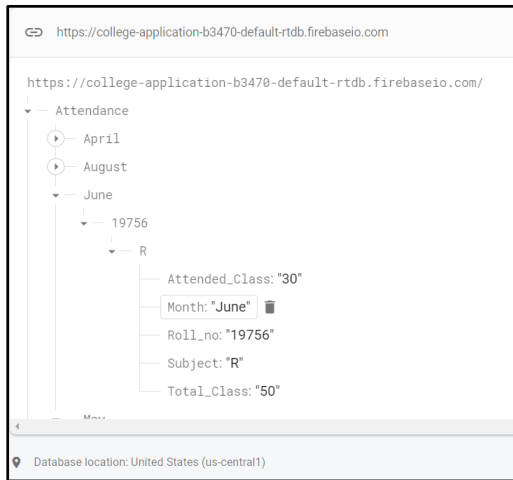 https://college-application-b3470-default-rtdb.firebaseio.com
https://college-application-b3470-default-rtdb.firebaseio.com/
Attendance
April
August
June
19756
R
Attended_Class: "30"
Month: "June"
Roll_no: "19756"
Subject: "R"
Total_Class: "50"
May
Database location: United States (us-central1)